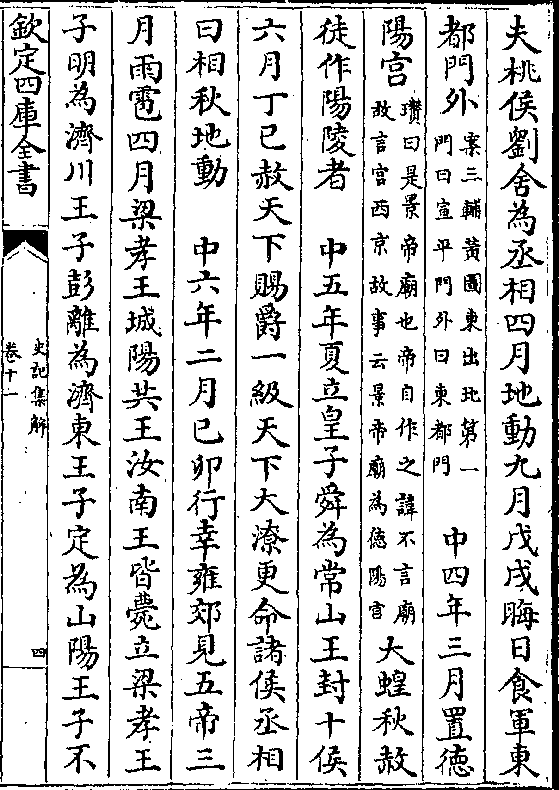 夫桃侯劉舍為丞相四月地動九月戊戌晦日食軍東
都門外案三輔黃圖東出北第一門曰宣平門外曰東都門 中四年三月置徳
陽宫瓚曰是景帝廟也帝自作之諱不言廟故言宫西京故事云景帝廟為徳陽宫大蝗秋赦
徒作陽陵者 中五年夏立皇子舜為常山王封十侯
六月丁巳赦天下賜爵一級天下大潦更命諸侯丞相
曰相秋地動 中六年二月己卯行幸雍郊見五帝三
月雨雹四月梁孝王城陽共王汝南王皆薨立梁孝王
子明為濟川王子彭離為濟東王子定為山陽王子不
欽定四庫全書
史記集解
卷十一
四